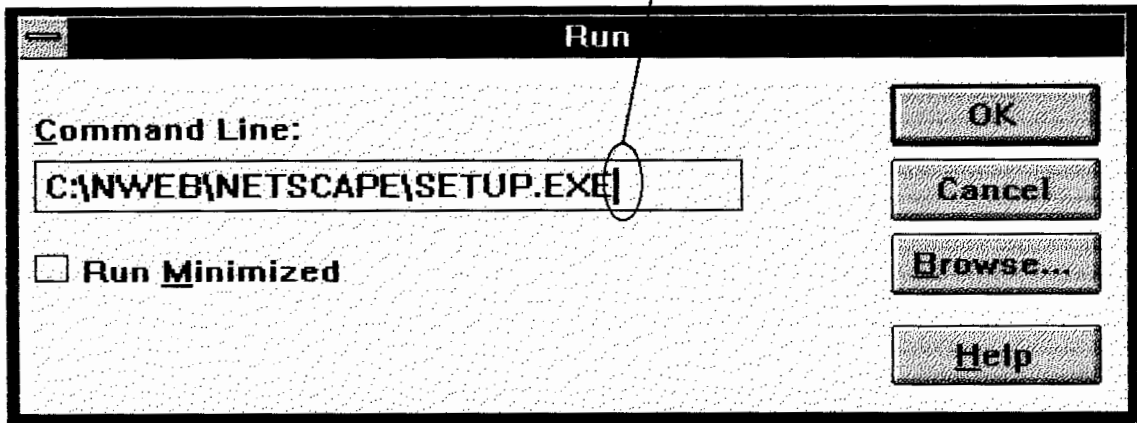 Run
Command Line:
C:\NWEB\NETSCAPE\SETUP.EXE
Run Minimized
OK
Cancel
Browse...
Help